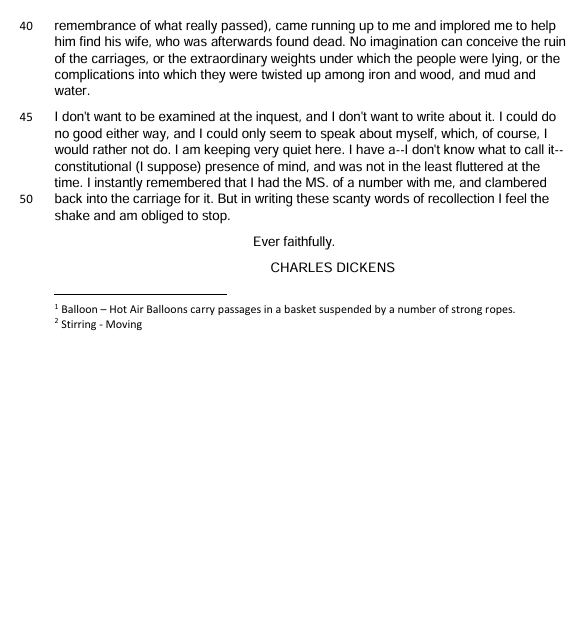 40 remembrance of what really passed), came running up to me and implored me to help
him find his wife, who was afterwards found dead. No imagination can conceive the ruin
of the carriages, or the extraordinary weights under which the people were lying, or the
complications into which they were twisted up among iron and wood, and mud and
water.
45 I don't want to be examined at the inquest, and I don't want to write about it. I could do
no good either way, and I could only seem to speak about myself, which, of course, I
would rather not do. I am keeping very quiet here. I have a--I don't know what to call it--
constitutional (I suppose) presence of mind, and was not in the least fluttered at the
time. I instantly remembered that I had the MS. of a number with me, and clambered
50 back into the carriage for it. But in writing these scanty words of recollection I feel the
shake and am obliged to stop.
Ever faithfully.
CHARLES DICKENS
1 Balloon – Hot Air Balloons carry passages in a basket suspended by a number of strong ropes.
2 Stirring - Moving